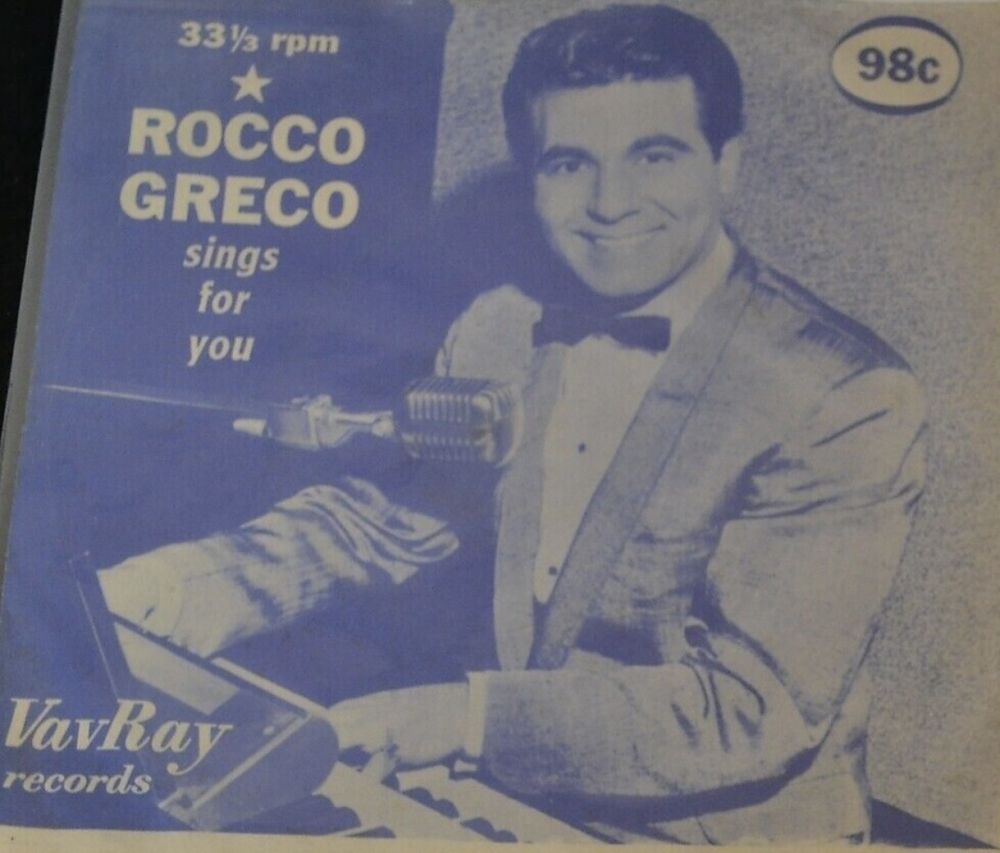 33⅓ rpm
98c
ROCCO
GRECO
sings
for
you
VavRay
records